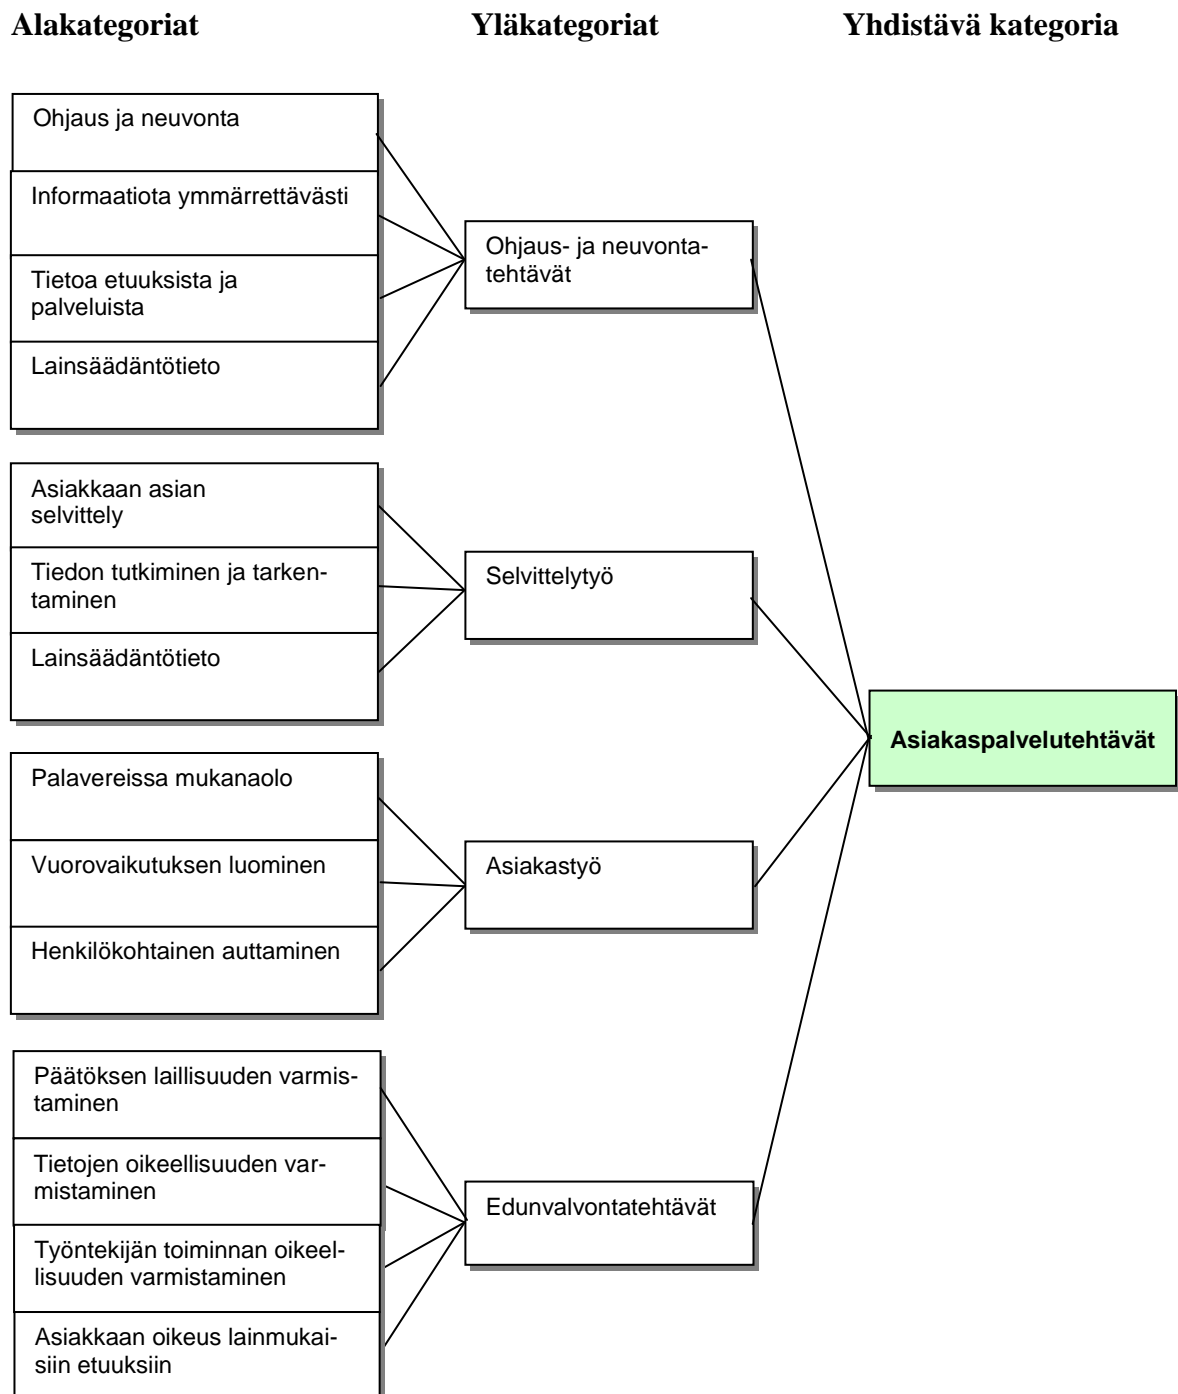 Alakategoriat Yläkategoriat Yhdistävä kategoria
Ohjaus ja neuvonta
Informaatiota ymmärrettävästi
Tietoa etuuksista ja
palveluista
Lainsäädäntötieto
Ohjaus- ja neuvonta-
tehtävät
Asiakkaan asian
selvittely
Tiedon tutkiminen ja tarken-
taminen
Lainsäädäntötieto
Selvittelytyö
Palavereissa mukanaolo
Vuorovaikutuksen luominen
Henkilökohtainen auttaminen
Asiakastyö
Päätöksen laillisuuden varmis-
taminen
Tietojen oikeellisuuden var-
mistaminen
Työntekijän toiminnan oikeel-
lisuuden varmistaminen
Asiakkaan oikeus lainmukai-
siin etuuksiin
Edunvalvontatehtävät
Asiakaspalvelutehtävät